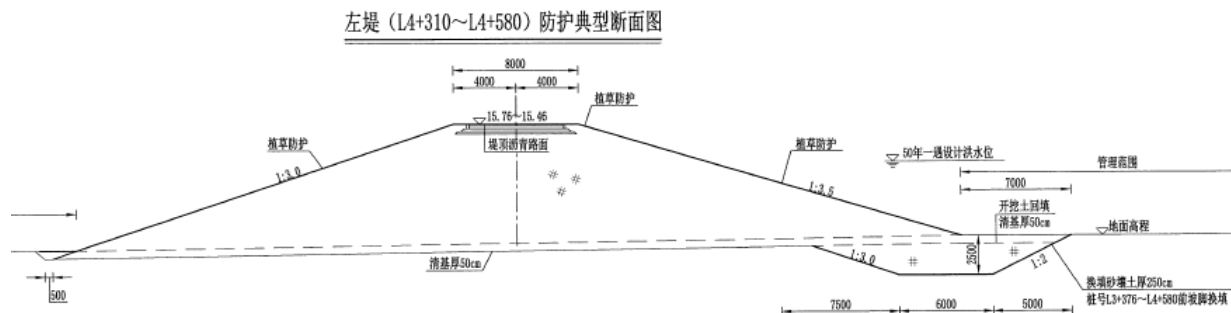 左堤（L4+310～L4+580）防护典型断面图
8000
4000 4000
15.76～15.46
植草防护
堤顶沥青路面
植草防护
1:3.0
植草防护
1:3.5
50年一遇设计洪水位
管理范围
7000
开挖土回填
清基厚50cm
地面高程
2500
清基厚50cm
1:3.0
1:2
500
换填砂壤土厚250cm
桩号L3+376～L4+580前坡脚换填
7500 6000 5000